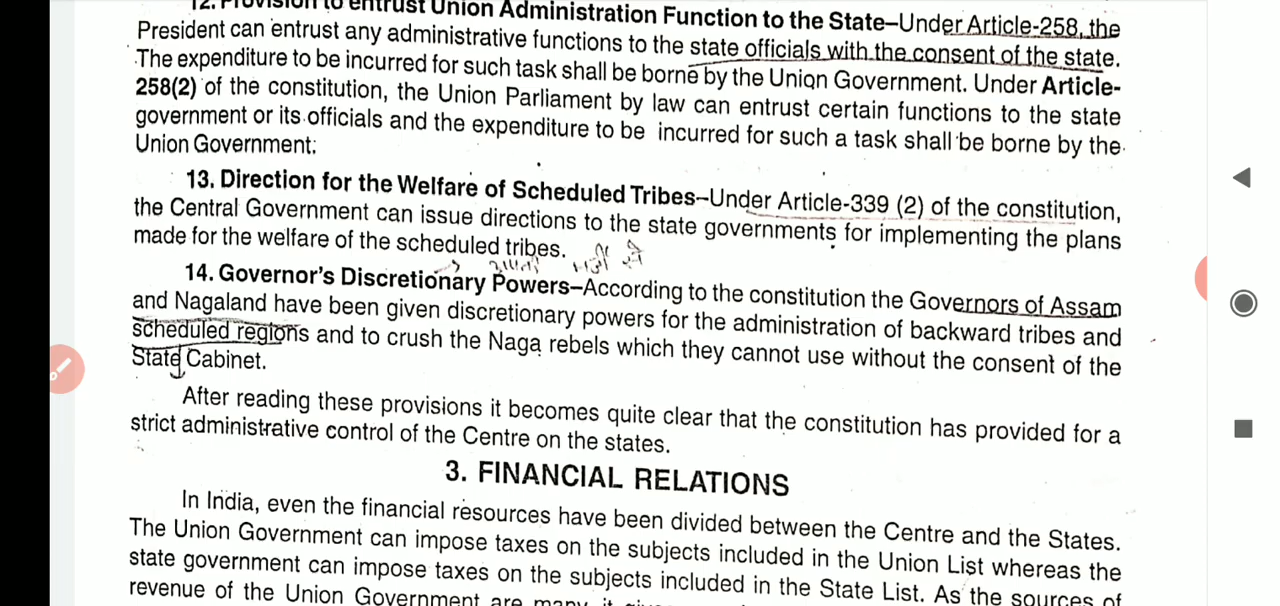 12. Provision to entrust Union Administration Function to the State–Under Article-258, the
President can entrust any administrative functions to the state officials with the consent of the state.
The expenditure to be incurred for such task shall be borne by the Union Government. Under Article-
258(2) of the constitution, the Union Parliament by law can entrust certain functions to the state
government or its officials and the expenditure to be incurred for such a task shall be borne by the
Union Government.
13. Direction for the Welfare of Scheduled Tribes–Under Article-339 (2) of the constitution,
the Central Government can issue directions to the state governments for implementing the plans
made for the welfare of the scheduled tribes.
14. Governor's Discretionary Powers–According to the constitution the Governors of Assam
and Nagaland have been given discretionary powers for the administration of backward tribes and
scheduled regions and to crush the Naga rebels which they cannot use without the consent of the
State Cabinet.
After reading these provisions it becomes quite clear that the constitution has provided for a
strict administrative control of the Centre on the states.
3. FINANCIAL RELATIONS
In India, even the financial resources have been divided between the Centre and the States.
The Union Government can impose taxes on the subjects included in the Union List whereas the
state government can impose taxes on the subjects included in the State List. As the sources of
revenue of the Union Government are many, it